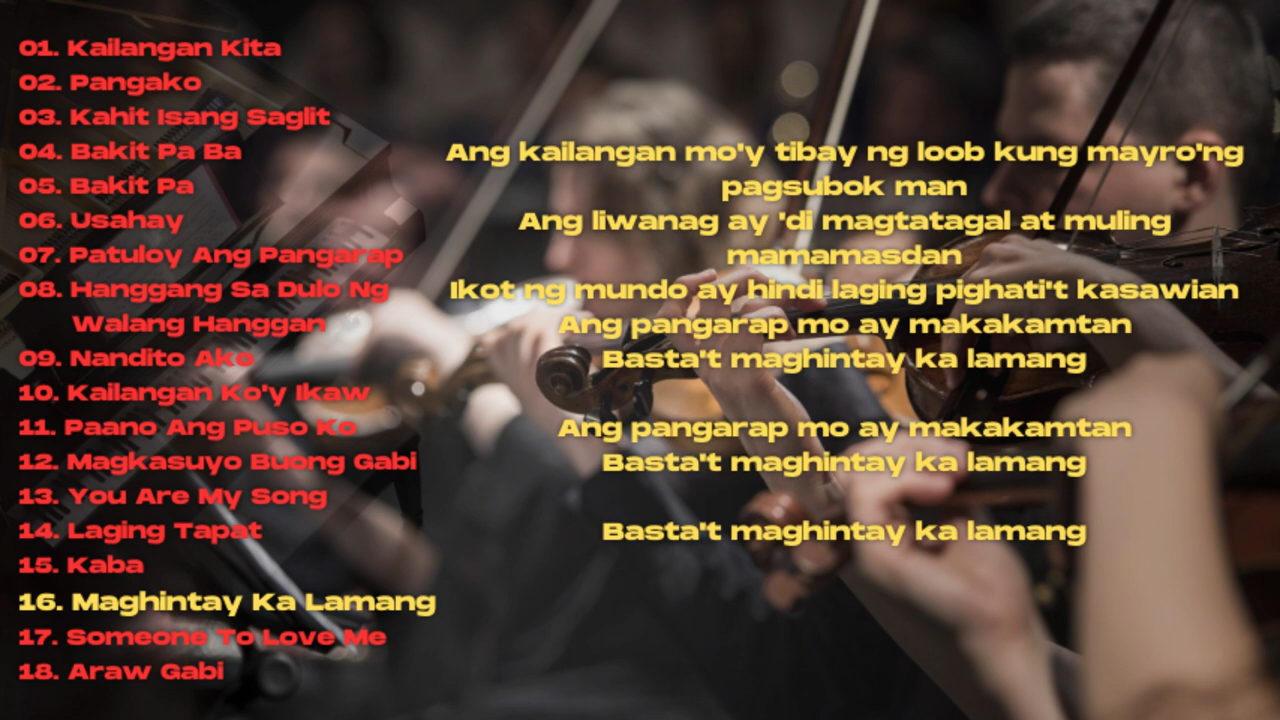 01. Kailangan Kita
02. Pangako
03. Kahit Isang Saglit
04. Bakit Pa Ba
05. Bakit Pa
06. Usahay
07. Patuloy Ang Pangarap
08. Hanggang Sa Dulo Ng
Walang Hanggan
09. Nandito Ako
10. Kailangan Ko'y Ikaw
11. Paano Ang Puso Ko
12. Magkasuyo Buong Gabi
13. You Are My Song
14. Laging Tapat
15. Kaba
16. Maghintay Ka Lamang
17. Someone To Love Me
18. Araw Gabi
Ang kailangan mo'y tibay ng loob kung mayro'ng
pagsubok man
Ang liwanag ay 'di magtatagal at muling
mamamasdan
Ikot ng mundo ay hindi laging pighati't kasawian
Ang pangarap mo ay makakamtan
Basta't maghintay ka lamang
Ang pangarap mo ay makakamtan
Basta't maghintay ka lamang
Basta't maghintay ka lamang